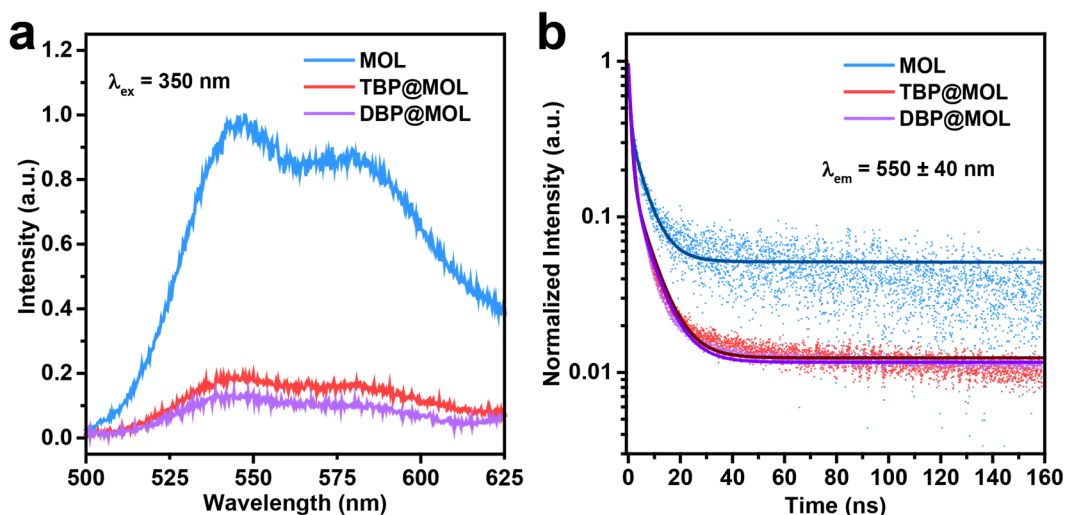 a
1.2
1.0
0.8
0.6
0.4
0.2
0.0
Intensity (a.u.)
λex = 350 nm
MOL
TBP@MOL
DBP@MOL
500 525 550 575 600 625
Wavelength (nm)
b
1
0.1
0.01
Normalized Intensity (a.u.)
MOL
TBP@MOL
DBP@MOL
λem = 550 ± 40 nm
0 20 40 60 80 100 120 140 160
Time (ns)